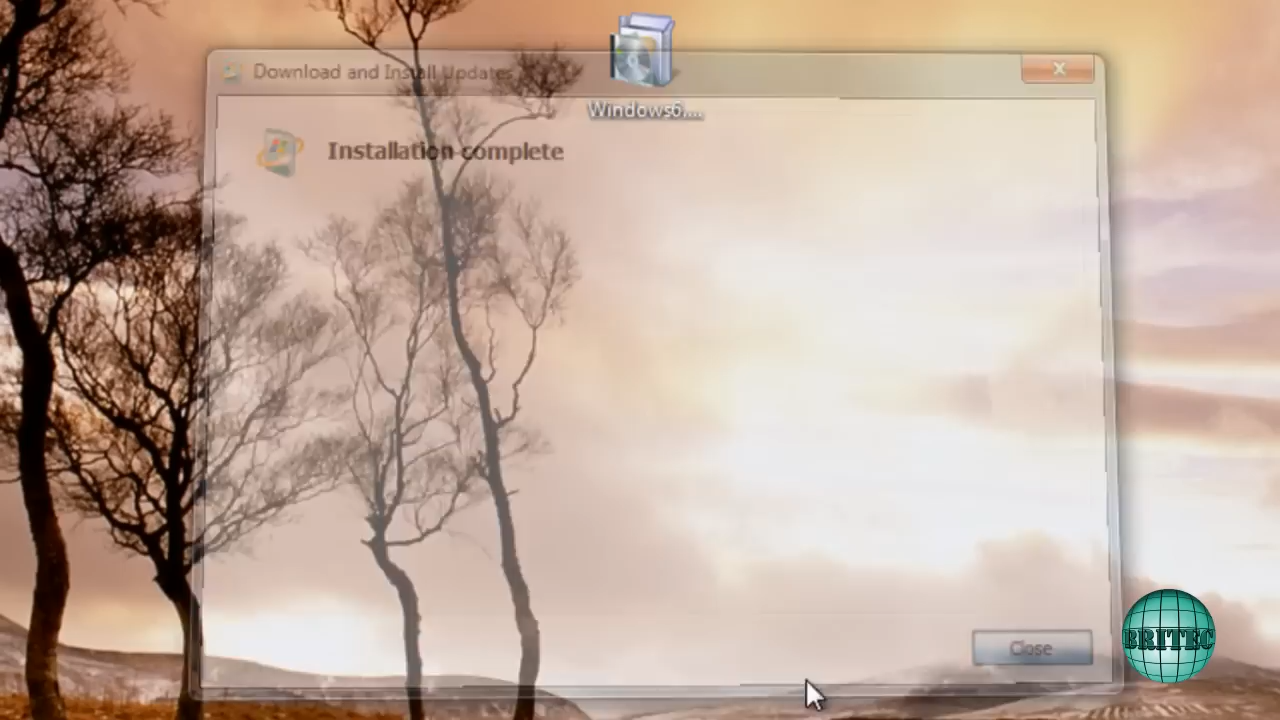 Download and Install Updates
Windows6....
Installation complete
Close
BRITEC